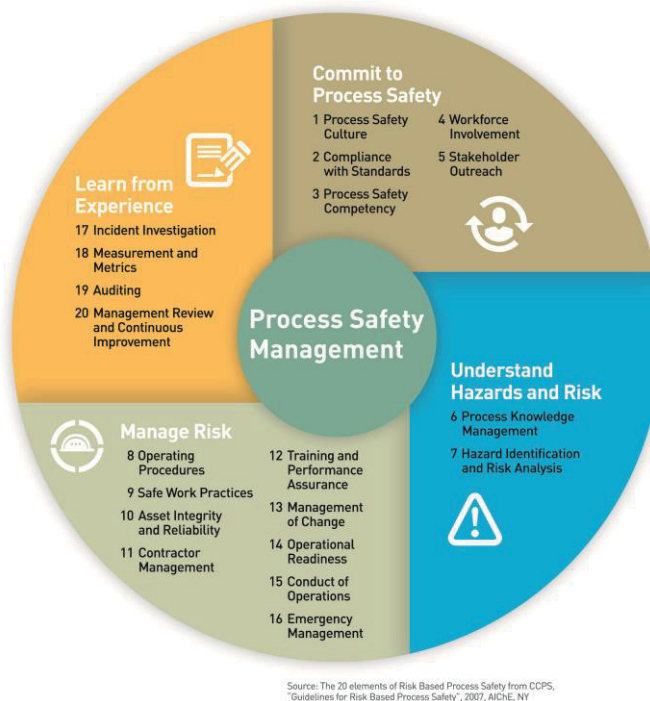 Commit to
Process Safety
1 Process Safety
Culture
2 Compliance
with Standards
3 Process Safety
Competency
4 Workforce
Involvement
5 Stakeholder
Outreach
Understand
Hazards and Risk
6 Process Knowledge
Management
7 Hazard Identification
and Risk Analysis
Manage Risk
8 Operating
Procedures
9 Safe Work Practices
10 Asset Integrity
and Reliability
11 Contractor
Management
12 Training and
Performance
Assurance
13 Management
of Change
14 Operational
Readiness
15 Conduct of
Operations
16 Emergency
Management
Learn from
Experience
17 Incident Investigation
18 Measurement and
Metrics
19 Auditing
20 Management Review
and Continuous
Improvement
Process Safety
Management
Source: The 20 elements of Risk Based Process Safety from CCPS,
"Guidelines for Risk Based Process Safety", 2007, AIChE, NY